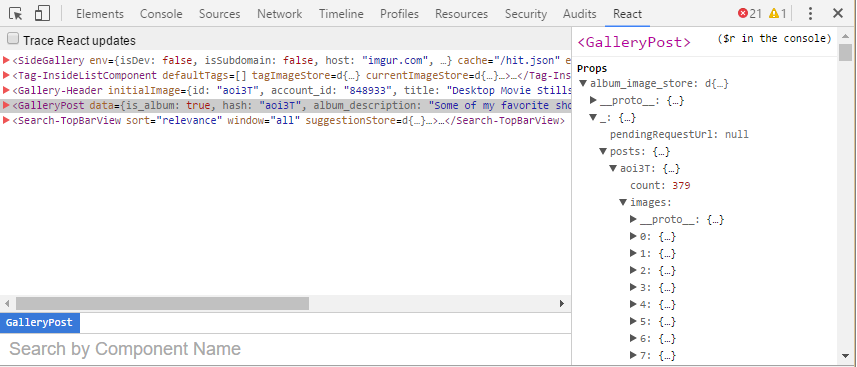 Elements Console Sources Network Timeline Profiles Resources Security Audits React 21 1
Trace React updates
<SideGallery env={isDev: false, isSubdomain: false, host: "imgur.com", …} cache="/hit.json" e
<Tag-InsideListComponent defaultTags=[] tagImageStore=d{…} currentImageStore=d{…}…>…</Tag-Ins
<Gallery-Header initialImage={id: "aoi3T", account_id: "848933", title: "Desktop Movie Stills
<GalleryPost data={is_album: true, hash: "aoi3T", album_description: "Some of my favorite sho
<Search-TopBarView sort="relevance" window="all" suggestionStore=d{…}…>…</Search-TopBarView>
GalleryPost
Search by Component Name
<GalleryPost> ($r in the console)
Props
album_image_store: d{…}
__proto__: {…}
_: {…}
pendingRequestUrl: null
posts: {…}
aoi3T: {…}
count: 379
images:
__proto__: {…}
0: {…}
1: {…}
2: {…}
3: {…}
4: {…}
5: {…}
6: {…}
7: {…}